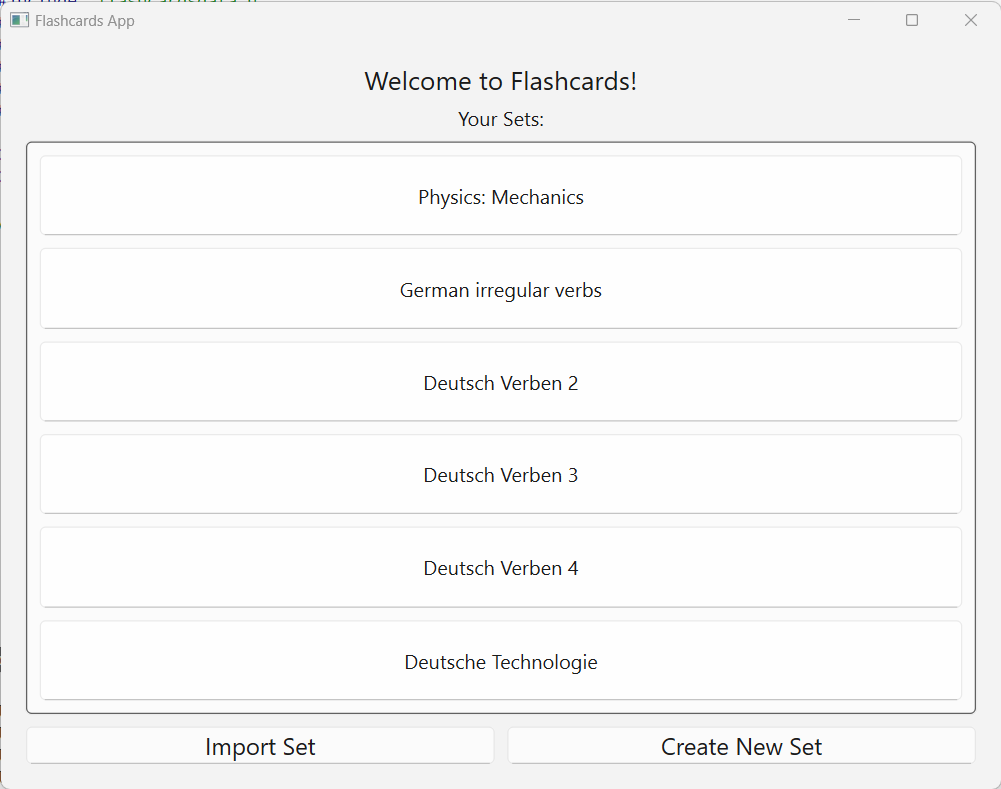 Flashcards App
Welcome to Flashcards!
Your Sets:
Physics: Mechanics
German irregular verbs
Deutsch Verben 2
Deutsch Verben 3
Deutsch Verben 4
Deutsche Technologie
Import Set
Create New Set